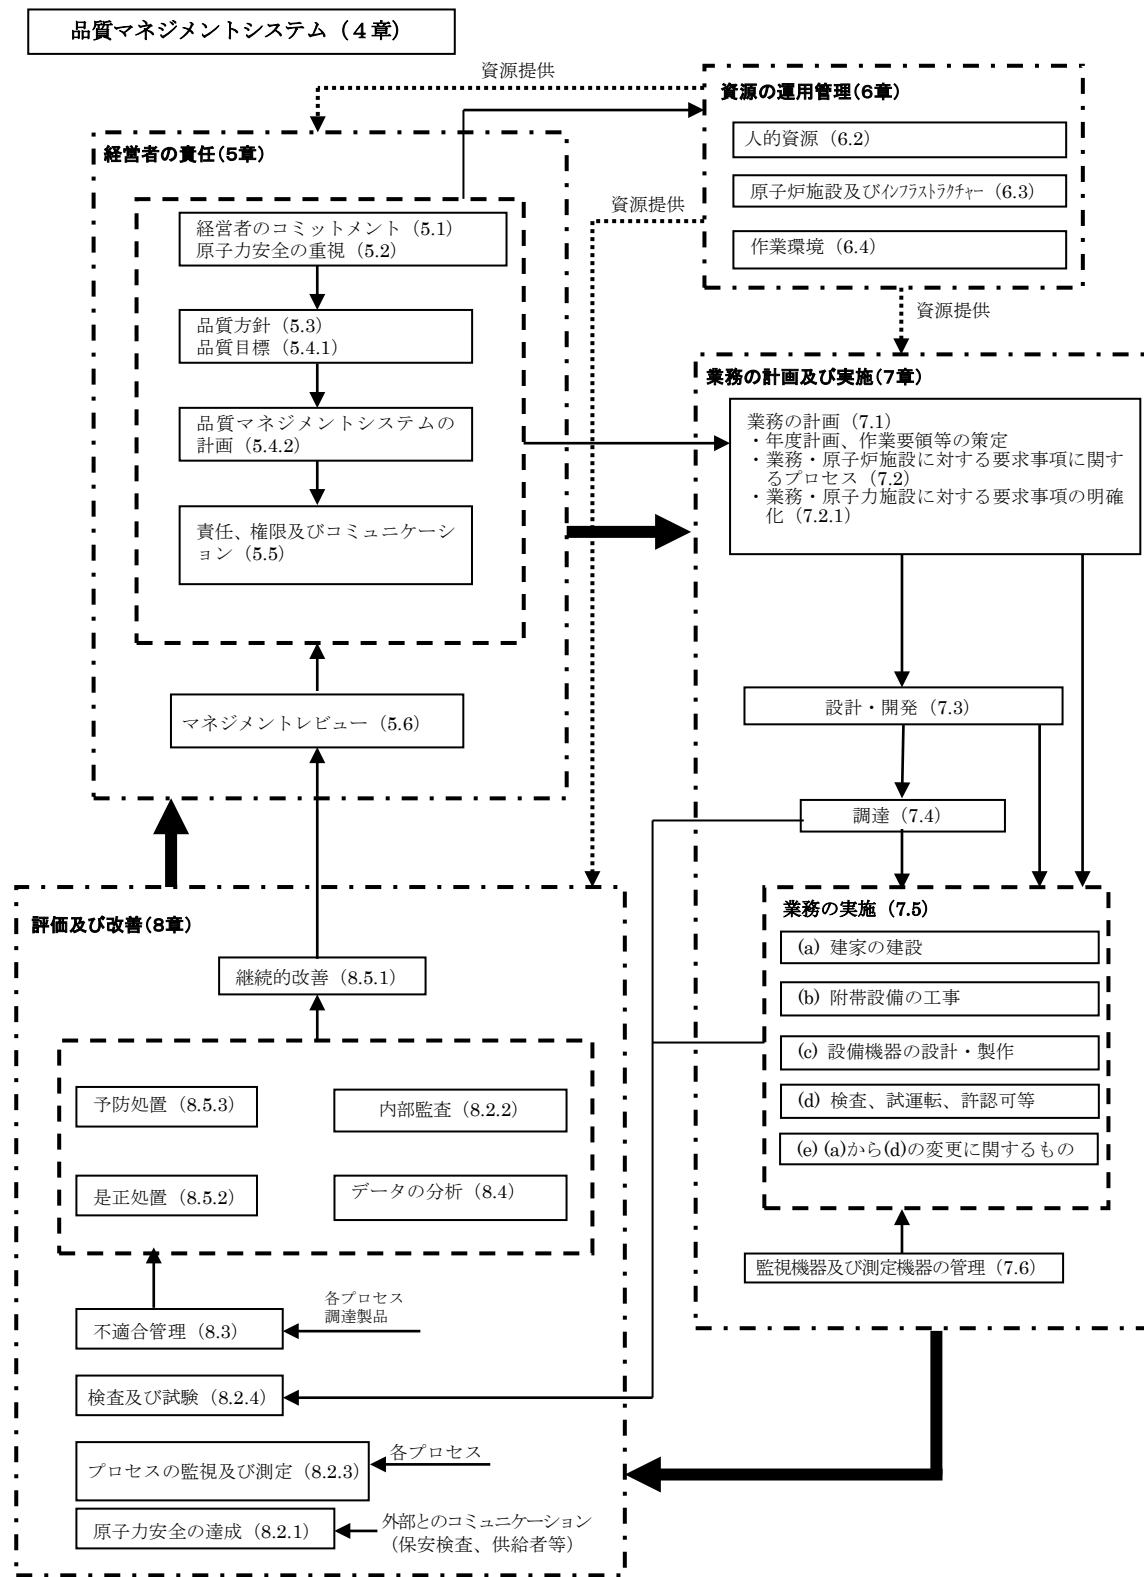 品質マネジメントシステム（４章）
資源提供
資源の運用管理（6章）
人的資源（6.2）
原子炉施設及びｲﾝﾌﾗｽﾄﾗｸﾁｬｰ（6.3）
作業環境（6.4）
資源提供
資源提供
経営者の責任（5章）
経営者のコミットメント（5.1）
原子力安全の重視（5.2）
品質方針（5.3）
品質目標（5.4.1）
品質マネジメントシステムの
計画（5.4.2）
責任、権限及びコミュニケーシ
ョン（5.5）
マネジメントレビュー（5.6）
業務の計画及び実施（7章）
業務の計画（7.1）
・年度計画、作業要領等の策定
・業務・原子炉施設に対する要求事項に関す
るプロセス（7.2）
・業務・原子力施設に対する要求事項の明確
化（7.2.1）
設計・開発（7.3）
調達（7.4）
業務の実施（7.5）
(a) 建家の建設
(b) 附帯設備の工事
(c) 設備機器の設計・製作
(d) 検査、試運転、許認可等
(e) (a)から(d)の変更に関するもの
監視機器及び測定機器の管理（7.6）
評価及び改善（8章）
継続的改善（8.5.1）
予防処置（8.5.3）
内部監査（8.2.2）
是正処置（8.5.2）
データの分析（8.4）
不適合管理（8.3）
各プロセス
調達製品
検査及び試験（8.2.4）
プロセスの監視及び測定（8.2.3）
各プロセス
原子力安全の達成（8.2.1）
外部とのコミュニケーション
（保安検査、供給者等）